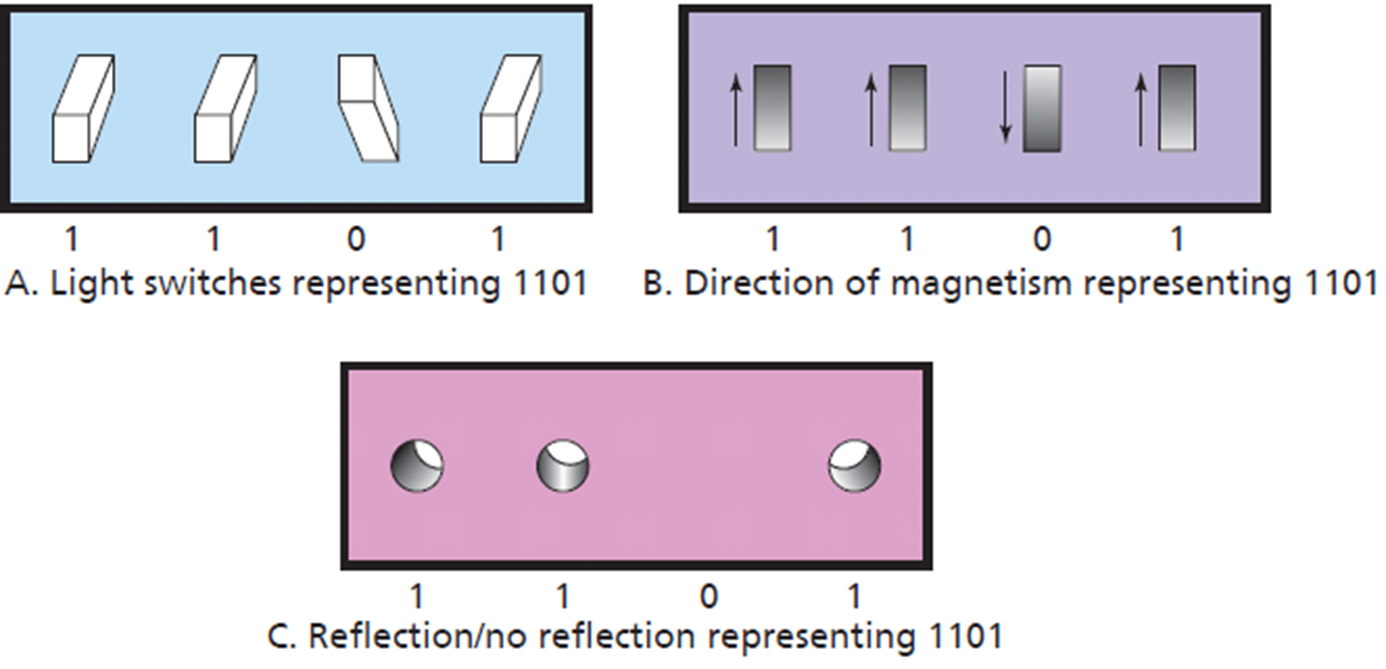 1 1 0 1
A. Light switches representing 1101
1 1 0 1
B. Direction of magnetism representing 1101
1 1 0 1
C. Reflection/no reflection representing 1101